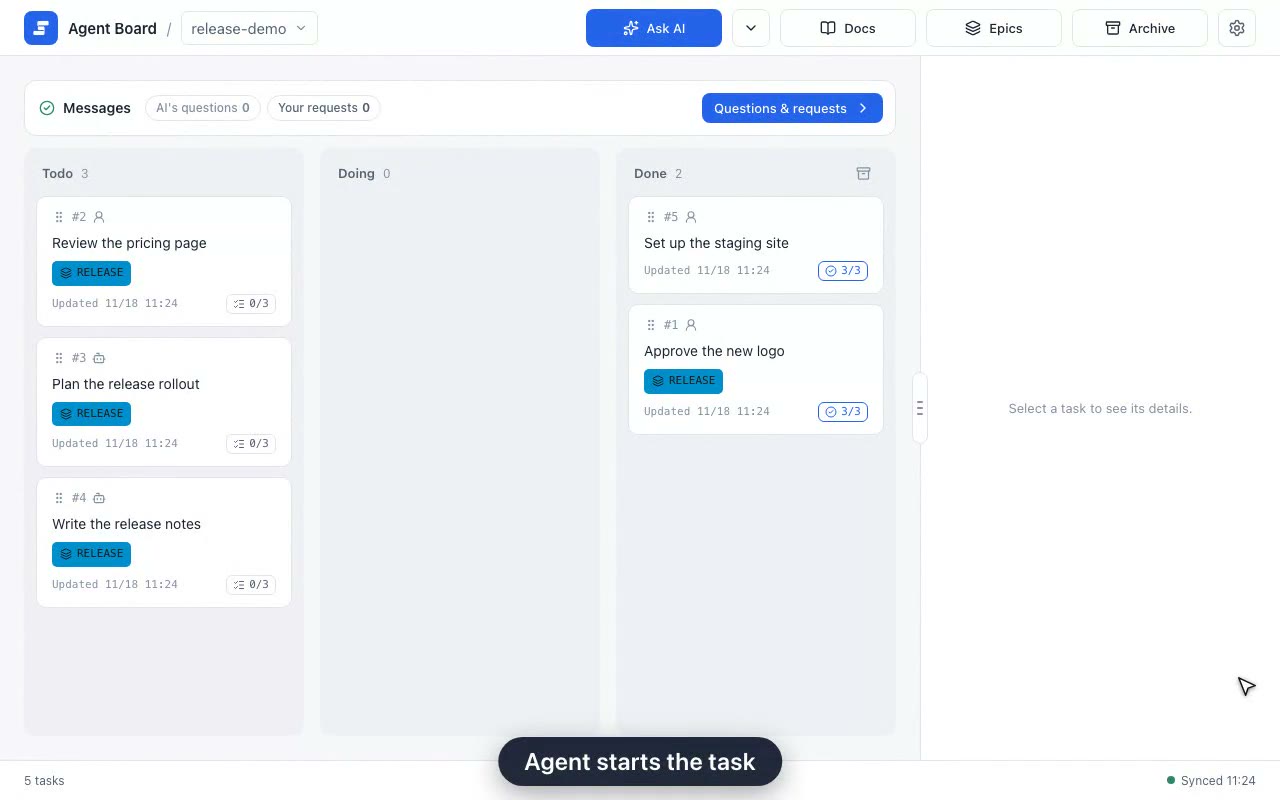 Agent Board / release-demo
Ask AI
Docs
Epics
Archive
Messages
AI's questions 0
Your requests 0
Questions & requests
Todo 3
#2
Review the pricing page
RELEASE
Updated 11/18 11:24
0/3
#3
Plan the release rollout
RELEASE
Updated 11/18 11:24
0/3
#4
Write the release notes
RELEASE
Updated 11/18 11:24
0/3
Doing 0
Done 2
#5
Set up the staging site
Updated 11/18 11:24
3/3
#1
Approve the new logo
RELEASE
Updated 11/18 11:24
3/3
Select a task to see its details.
Agent starts the task
5 tasks
Synced 11:24